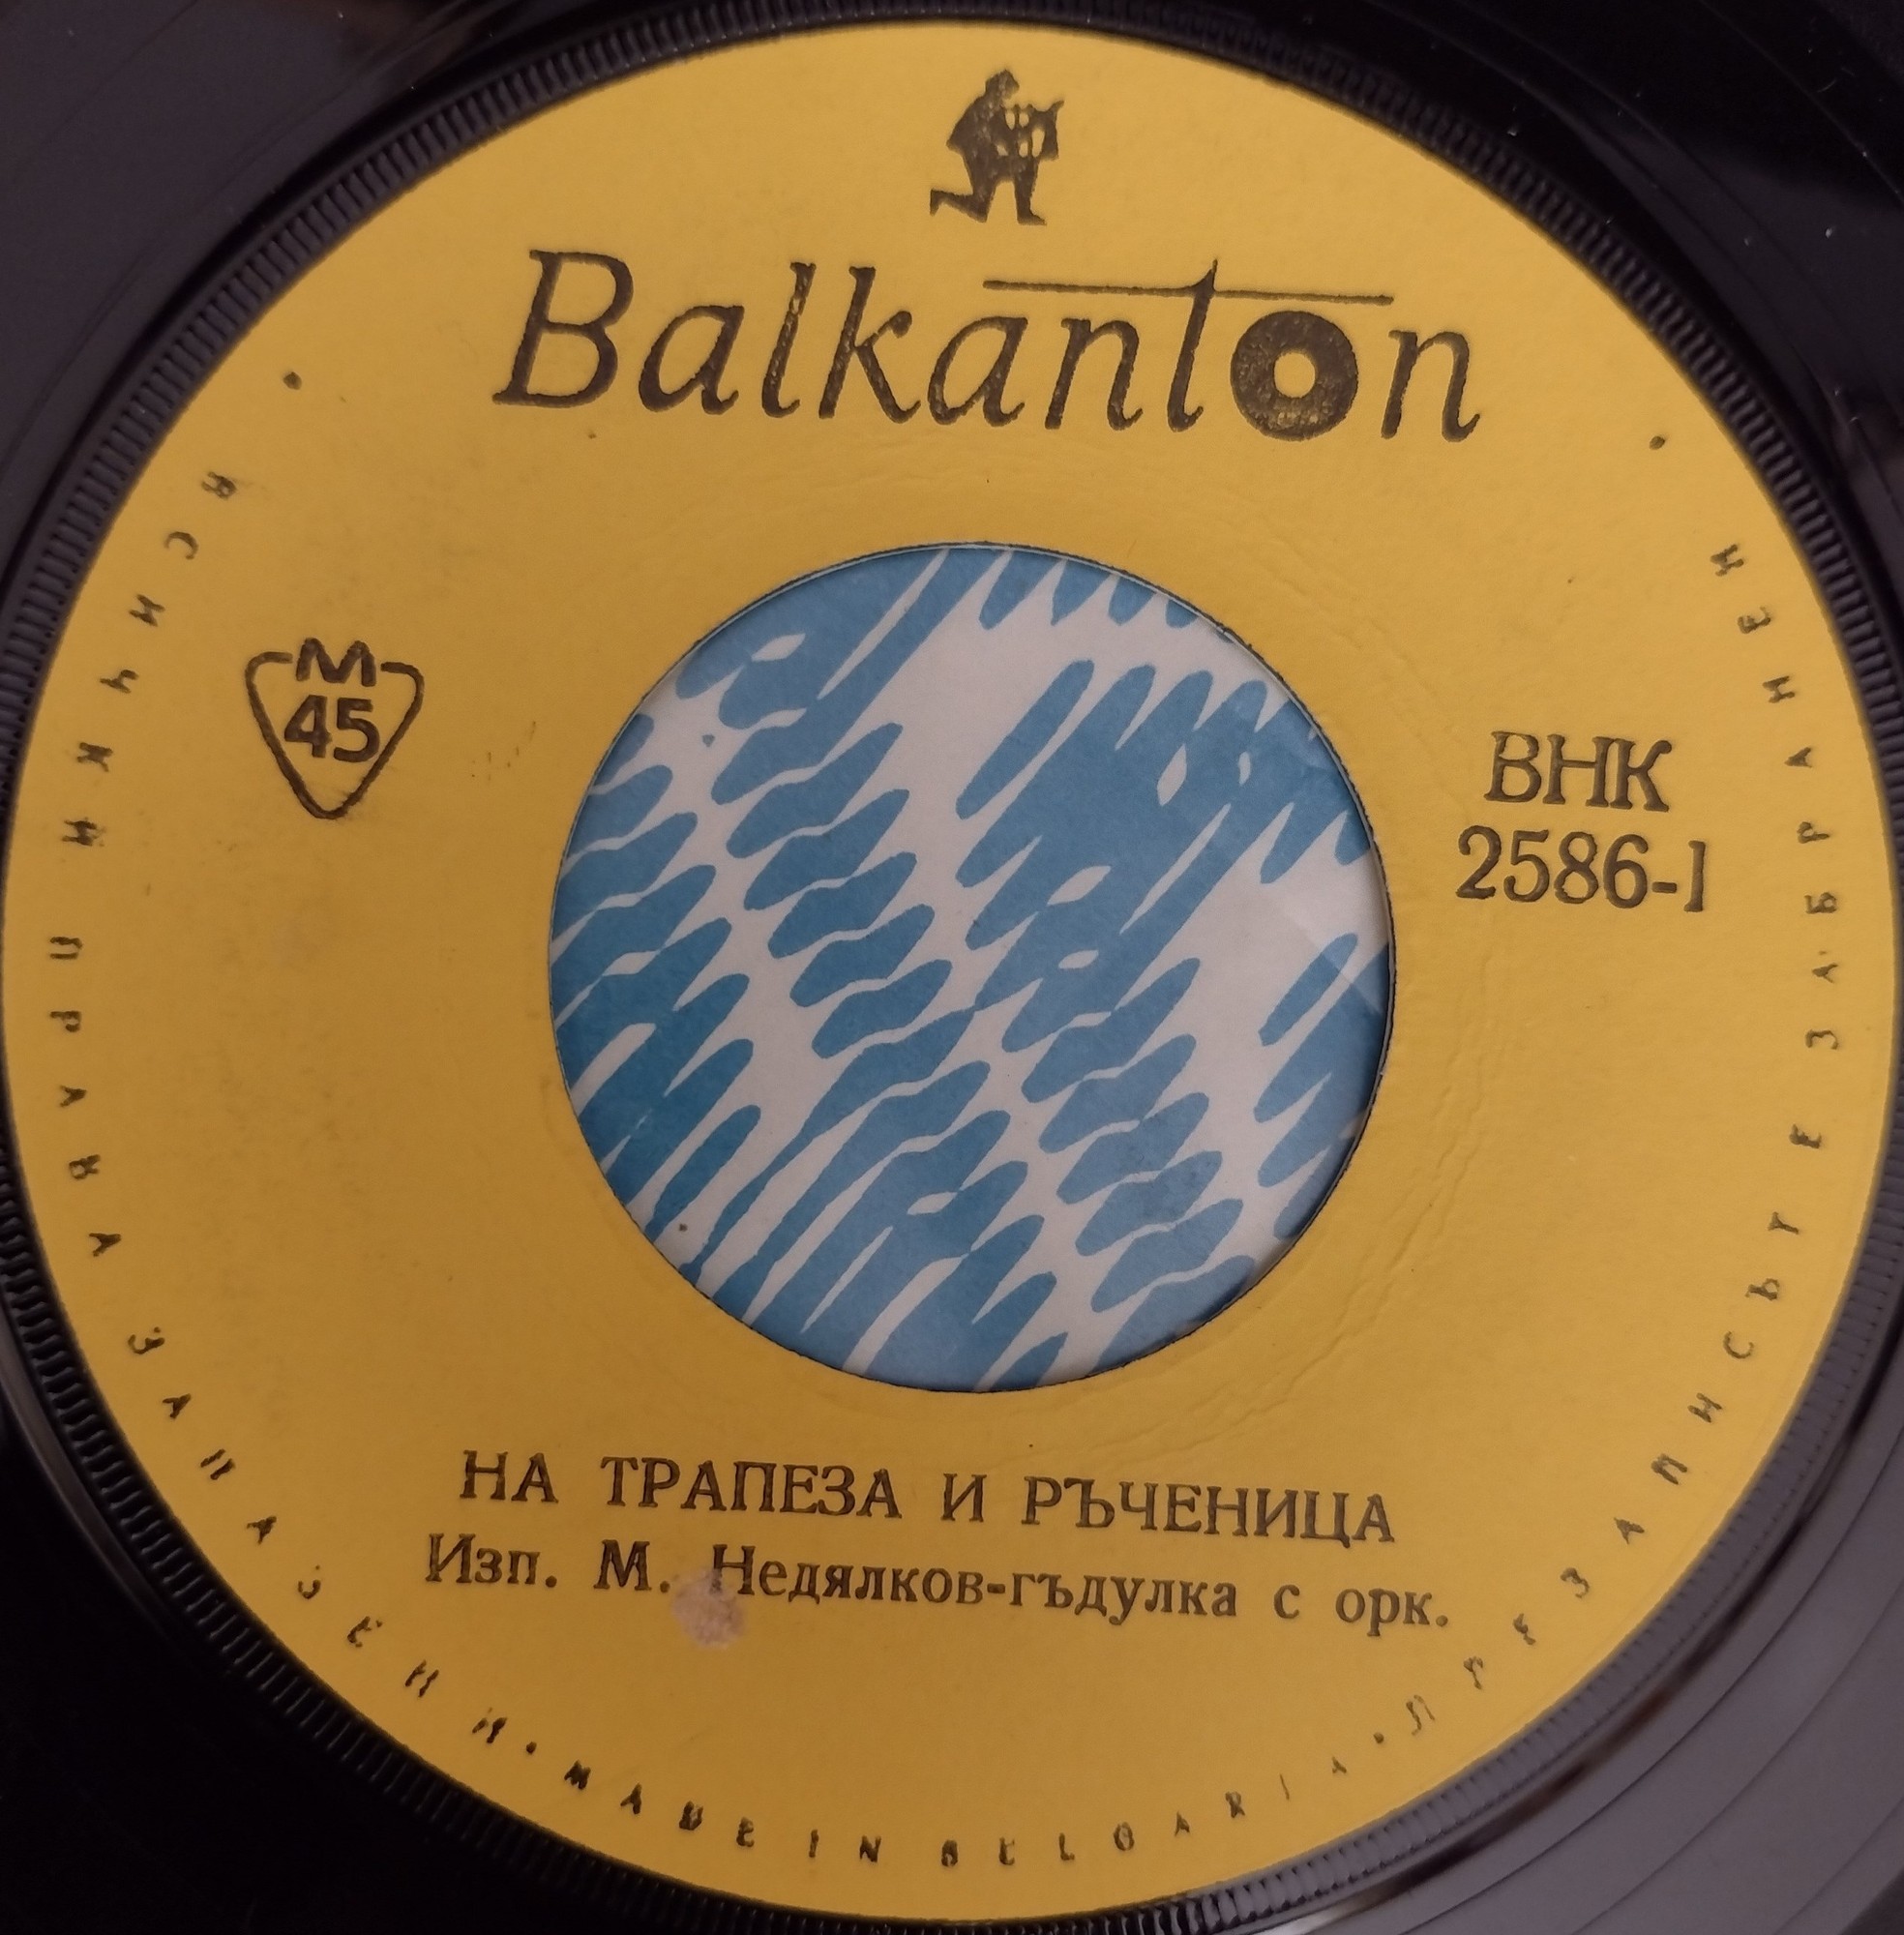 Balkanton
M
45
ВНК
2586-1
НА ТРАПЕЗА И РЪЧЕНИЦА
Изп. М. Недялков-гъдулка с орк.
ВСИЧКИ ПРАВА ЗАПАЗЕНИ • MADE IN BULGARIA • ПРЕЗАПИСЪТ Е ЗАБРАНЕН